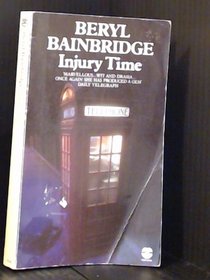 BERYL
BAINBRIDGE
Injury Time
'MARVELLOUS, WIT AND DRAMA.
ONCE AGAIN SHE HAS PRODUCED A GEM'
DAILY TELEGRAPH
TELEPHONE